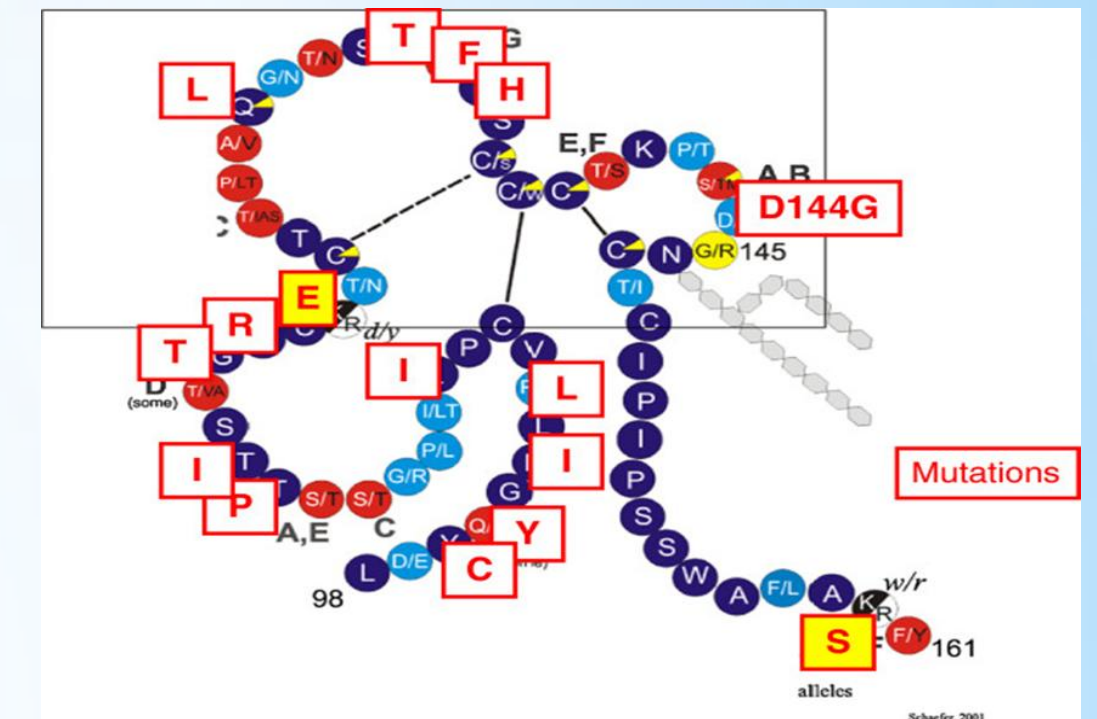 T
G
F
S
T/N
G/N
L
H
Q
S
A/V
E,F
K
P/T
C/s
T/S
A,B
P/LT
S/TM
C/w
C
D144G
T/IAS
C
T
D
C
C
N
G/R
145
T/N
E
T/I
R
R
d/y
C
C
T
G
P
V
I
I
D
(some)
T/VA
L
P
I/LT
S
L
I
P/L
T
I
I
Mutations
G/R
P
T
P
S/T
S/T
G
A,E
C
Q/
Y
S
L
D/E
Y
C
S
98
W
A
F/L
A
K
R
w/r
S
F
F/Y
161
alleles
Schaefer, 2001